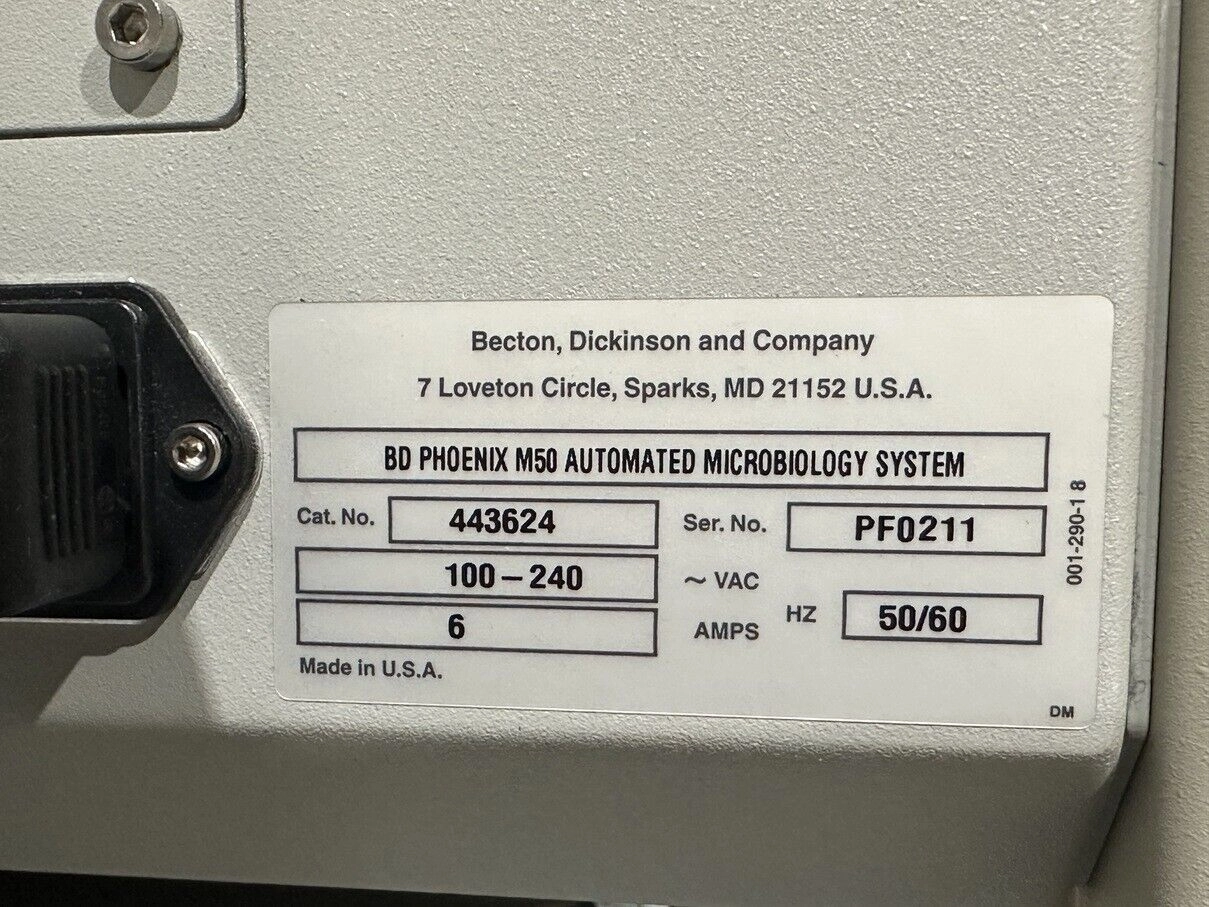 Becton, Dickinson and Company
7 Loveton Circle, Sparks, MD 21152 U.S.A.
BD PHOENIX M50 AUTOMATED MICROBIOLOGY SYSTEM
Cat. No. 443624 Ser. No. PF0211
100-240 ~ VAC
6 AMPS HZ 50/60
Made in U.S.A.
001-290-1 8
DM